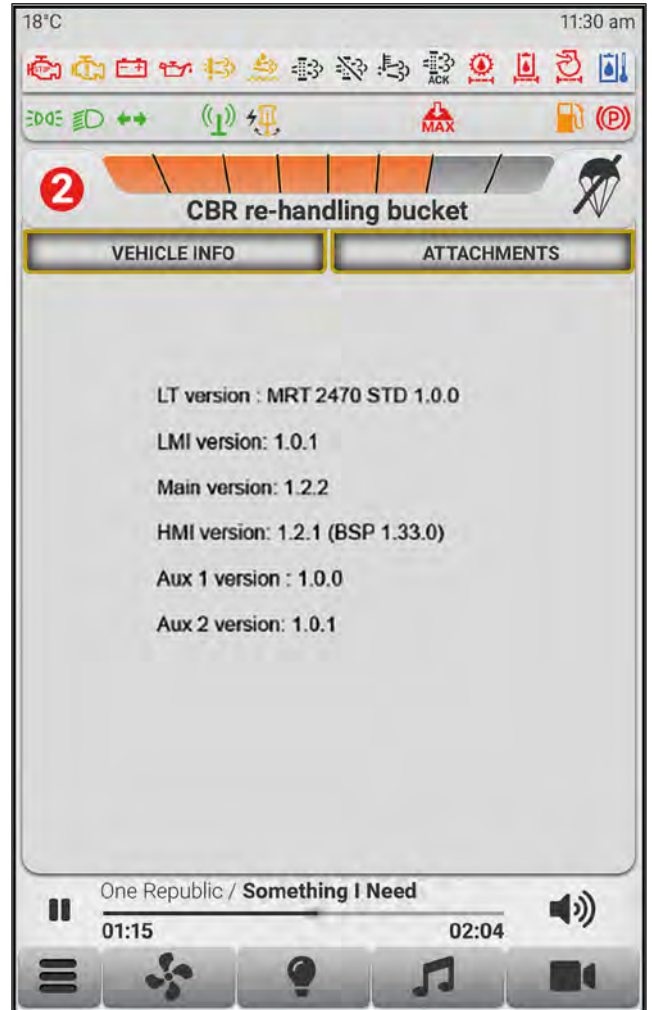 18°C 11:30 am
STOP
ACK
MAX
(P)
2
CBR re-handling bucket
VEHICLE INFO ATTACHMENTS
LT version : MRT 2470 STD 1.0.0
LMI version: 1.0.1
Main version: 1.2.2
HMI version: 1.2.1 (BSP 1.33.0)
Aux 1 version : 1.0.0
Aux 2 version: 1.0.1
One Republic / Something I Need
01:15 02:04